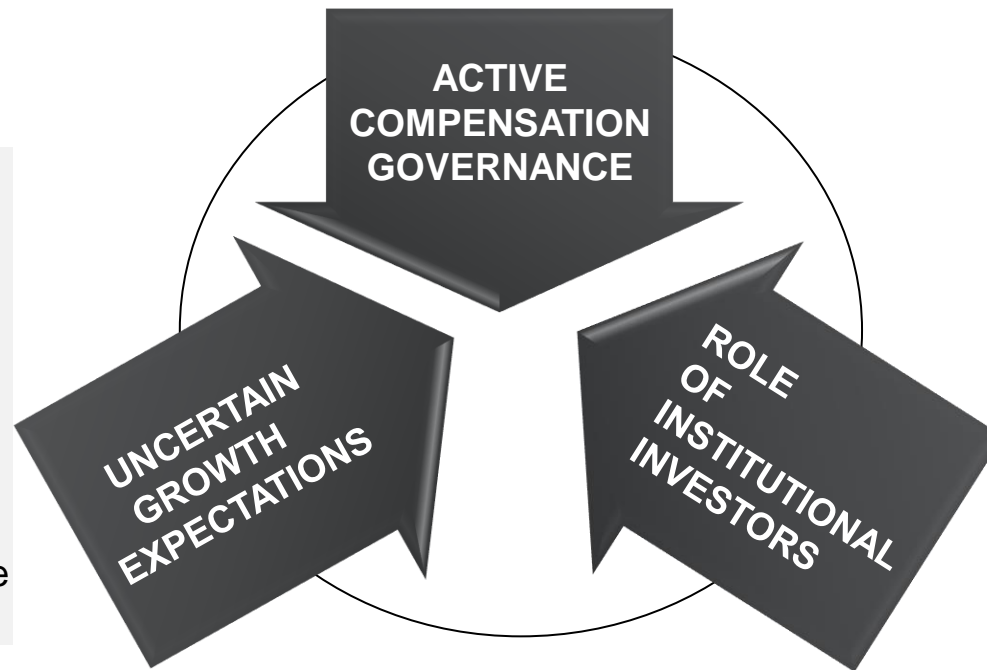 ACTIVE
COMPENSATION
GOVERNANCE
UNCERTAIN
GROWTH
EXPECTATIONS
ROLE
OF
INSTITUTIONAL
INVESTORS